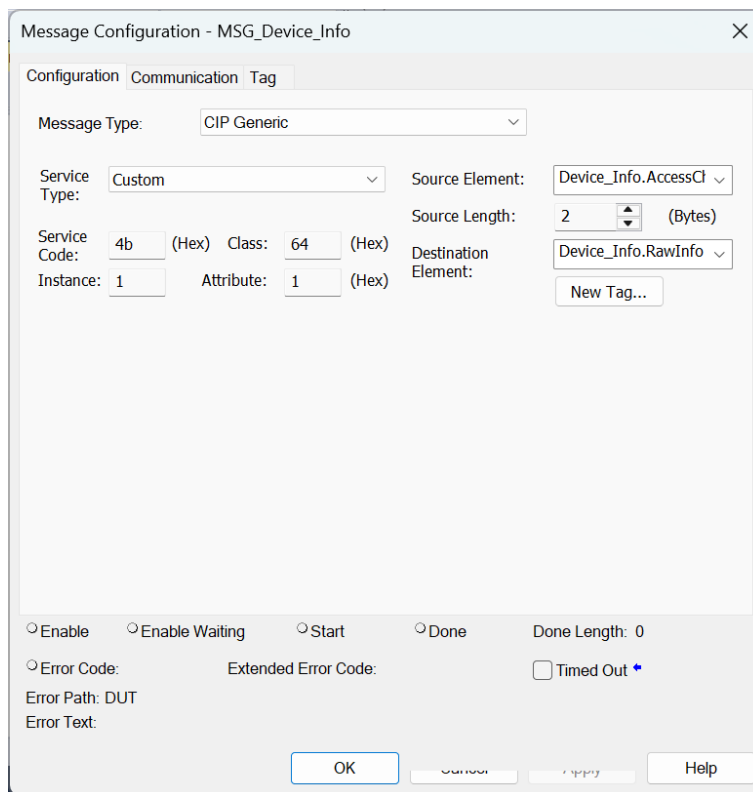 Message Configuration - MSG_Device_Info
Configuration Communication Tag
Message Type: CIP Generic
Service Type: Custom
Source Element: Device_Info.AccessCh
Source Length: 2 (Bytes)
Service Code: 4b (Hex) Class: 64 (Hex)
Destination Element: Device_Info.RawInfo
Instance: 1 Attribute: 1 (Hex)
New Tag...
Enable Enable Waiting Start Done Done Length: 0
Error Code: Extended Error Code: Timed Out
Error Path: DUT
Error Text:
OK Help